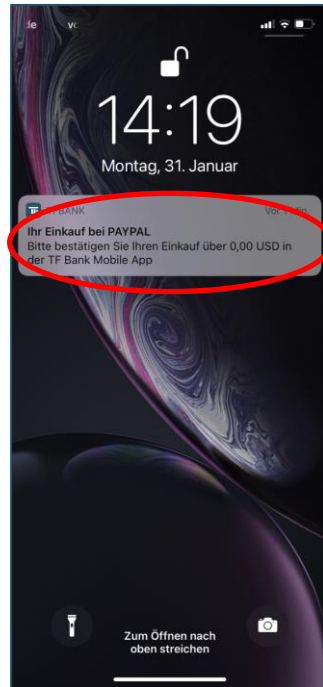 14:19
Montag, 31. Januar
BANK
Vor
Ihr Einkauf bei PAYPAL
Bitte bestätigen Sie Ihren Einkauf über 0,00 USD in
der TF Bank Mobile App
Zum Öffnen nach
oben streichen